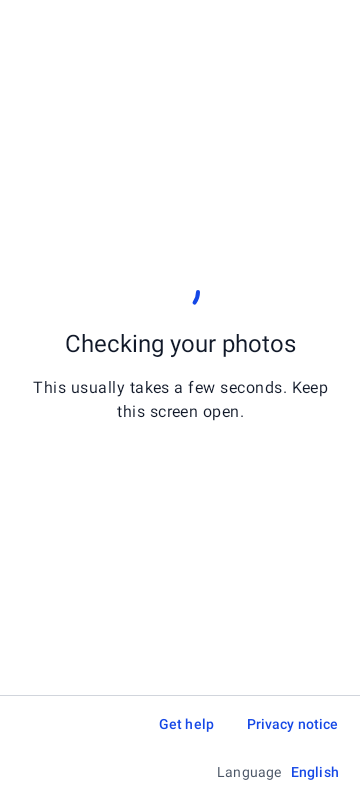 Checking your photos
This usually takes a few seconds. Keep
this screen open.
Get help Privacy notice
Language English